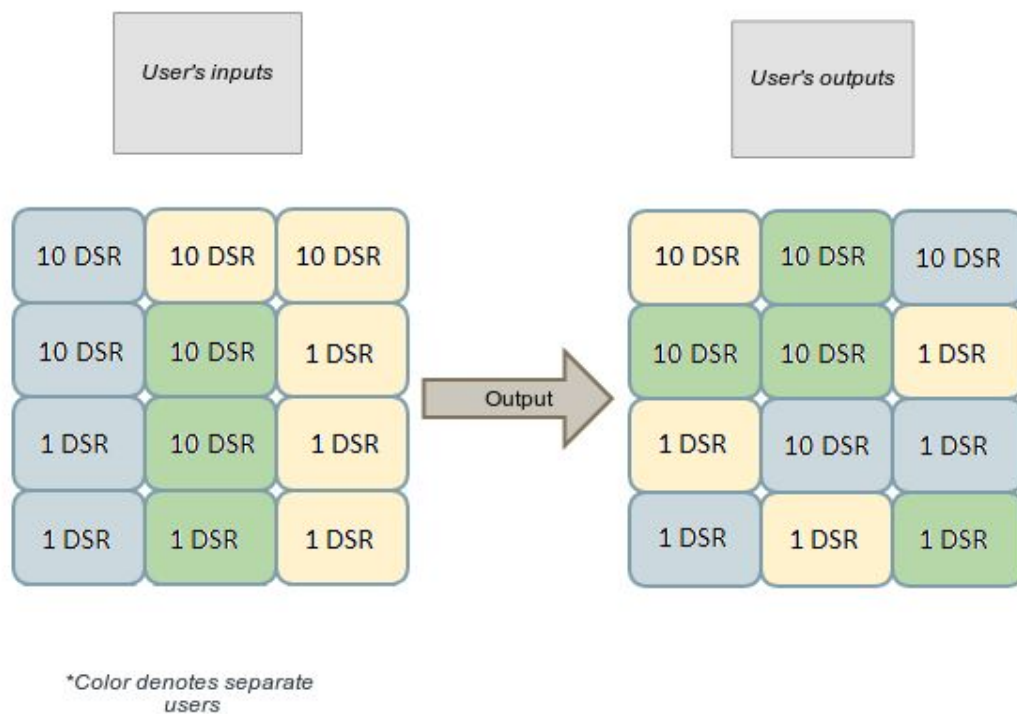 User's inputs
User's outputs
10 DSR 10 DSR 10 DSR
10 DSR 10 DSR 1 DSR
1 DSR 10 DSR 1 DSR
1 DSR 1 DSR 1 DSR
Output
10 DSR 10 DSR 10 DSR
10 DSR 10 DSR 1 DSR
1 DSR 10 DSR 1 DSR
1 DSR 1 DSR 1 DSR
*Color denotes separate
users